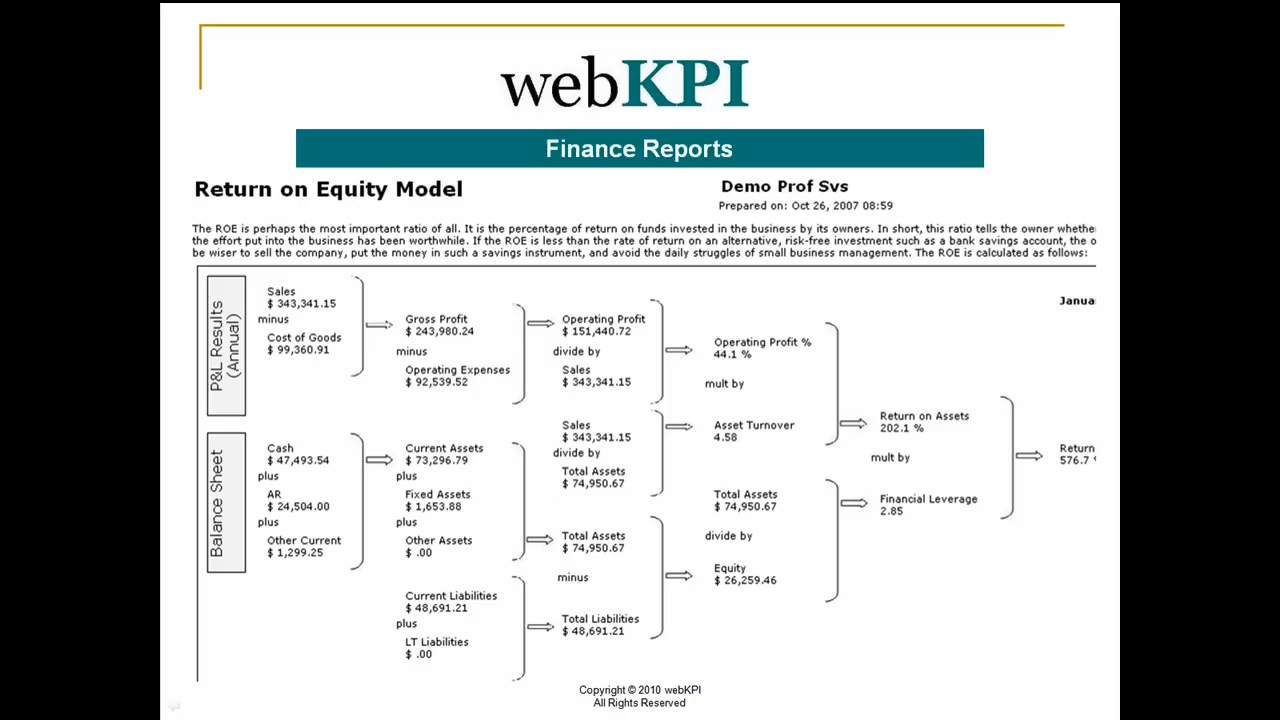 webKPI
Finance Reports
Return on Equity Model
Demo Prof Svs
Prepared on: Oct 26, 2007 08:59
The ROE is perhaps the most important ratio of all. It is the percentage of return on funds invested in the business by its owners. In short, this ratio tells the owner whethe
the effort put into the business has been worthwhile. If the ROE is less than the rate of return on an alternative, risk-free investment such as a bank savings account, the o
be wiser to sell the company, put the money in such a savings instrument, and avoid the daily struggles of small business management. The ROE is calculated as follows:
Janua
P&L Results
(Annual)
Sales
$ 343,341.15
minus
Cost of Goods
$ 99,360.91
Gross Profit
$ 243,980.24
minus
Operating Expenses
$ 92,539.52
Operating Profit
$ 151,440.72
divide by
Sales
$ 343,341.15
Operating Profit %
44.1 %
mult by
Sales
$ 343,341.15
divide by
Total Assets
$ 74,950.67
Asset Turnover
4.58
Return on Assets
202.1 %
mult by
Return
576.7
Balance Sheet
Cash
$ 47,493.54
plus
AR
$ 24,504.00
plus
Other Current
$ 1,299.25
Current Assets
$ 73,296.79
plus
Fixed Assets
$ 1,653.88
plus
Other Assets
$ .00
Current Liabilities
$ 48,691.21
plus
LT Liabilities
$ .00
Total Assets
$ 74,950.67
minus
Total Liabilities
$ 48,691.21
Total Assets
$ 74,950.67
divide by
Equity
$ 26,259.46
Financial Leverage
2.85
Copyright © 2010 webKPI
All Rights Reserved